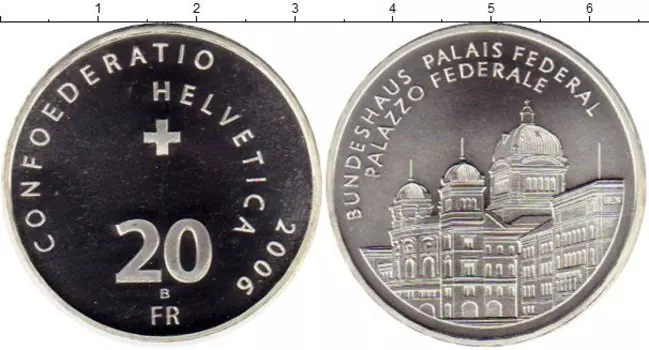 1 2 3 4 5 6
CONFOEDERATIO
HELVETICA 2006
20
B
FR
BUNDESHAUS PALAIS FEDERAL
PALAZZO FEDERALE